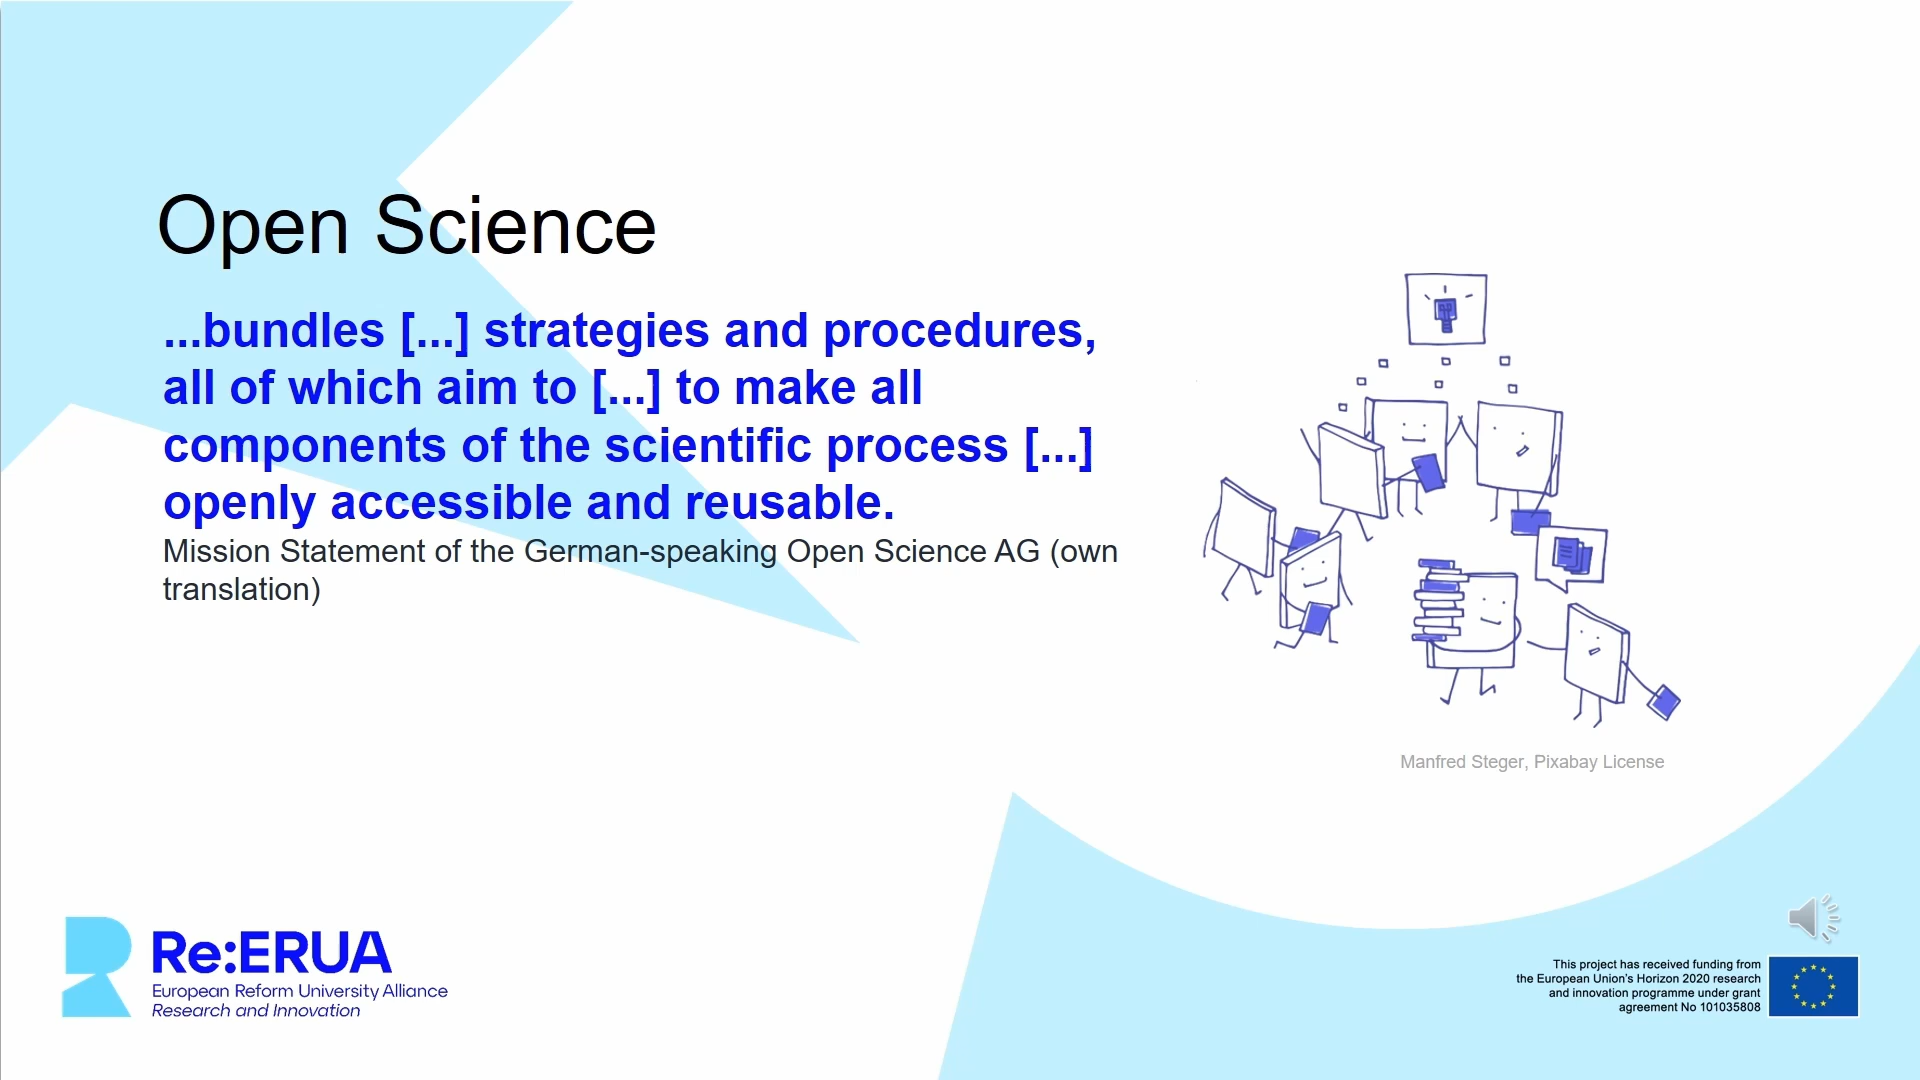 Open Science
...bundles [...] strategies and procedures,
all of which aim to [...] to make all
components of the scientific process [...]
openly accessible and reusable.
Mission Statement of the German-speaking Open Science AG (own
translation)
Manfred Steger, Pixabay License
Re:ERUA
European Reform University Alliance
Research and Innovation
This project has received funding from
the European Union's Horizon 2020 research
and innovation programme under grant
agreement No 101035808